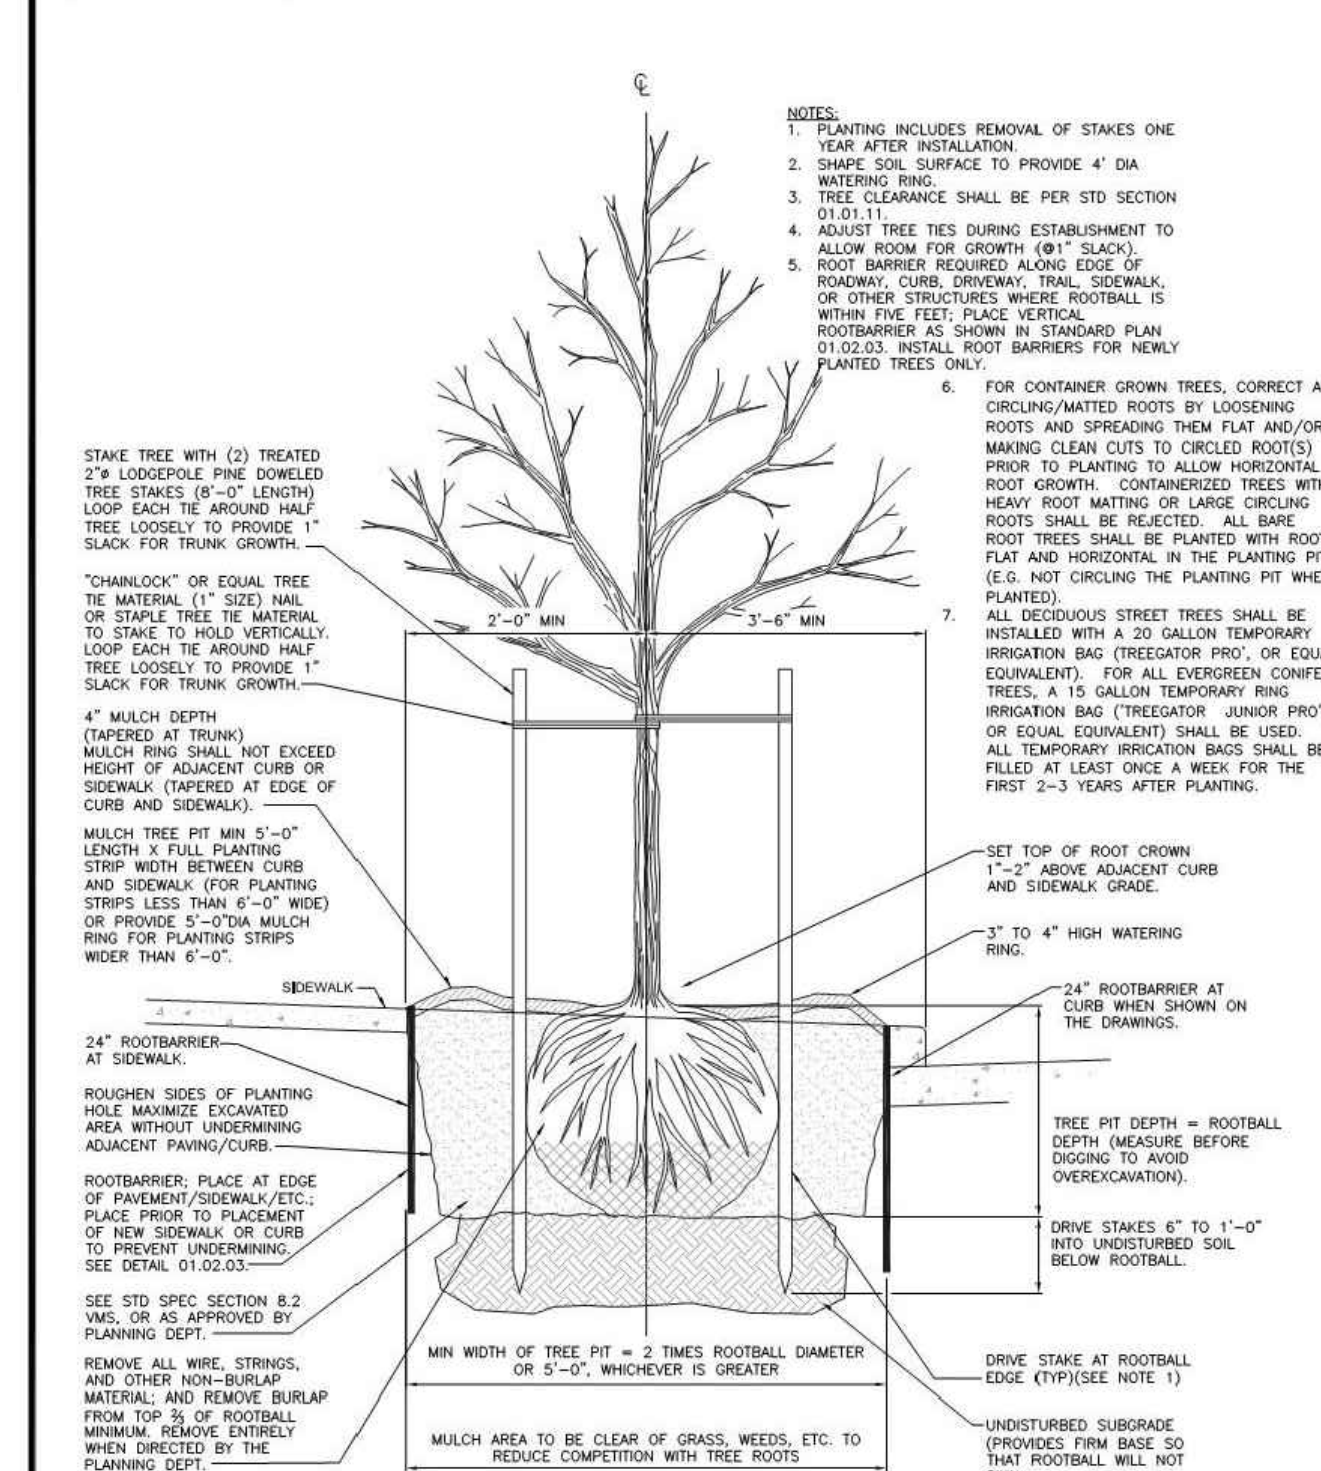 ℄
NOTES:
1. PLANTING INCLUDES REMOVAL OF STAKES ONE
YEAR AFTER INSTALLATION.
2. SHAPE SOIL SURFACE TO PROVIDE 4' DIA
WATERING RING.
3. TREE CLEARANCE SHALL BE PER STD SECTION
01.01.11.
4. ADJUST TREE TIES DURING ESTABLISHMENT TO
ALLOW ROOM FOR GROWTH (@1" SLACK).
5. ROOT BARRIER REQUIRED ALONG EDGE OF
ROADWAY, CURB, DRIVEWAY, TRAIL, SIDEWALK,
OR OTHER STRUCTURES WHERE ROOTBALL IS
WITHIN FIVE FEET; PLACE VERTICAL
ROOTBARRIER AS SHOWN IN STANDARD PLAN
01.02.03. INSTALL ROOT BARRIERS FOR NEWLY
PLANTED TREES ONLY.
6. FOR CONTAINER GROWN TREES, CORRECT A
CIRCLING/MATTED ROOTS BY LOOSENING
ROOTS AND SPREADING THEM FLAT AND/OR
MAKING CLEAN CUTS TO CIRCLED ROOT(S)
PRIOR TO PLANTING TO ALLOW HORIZONTAL
ROOT GROWTH. CONTAINERIZED TREES WITH
HEAVY ROOT MATTING OR LARGE CIRCLING
ROOTS SHALL BE REJECTED. ALL BARE
ROOT TREES SHALL BE PLANTED WITH ROOT
FLAT AND HORIZONTAL IN THE PLANTING PI
(E.G. NOT CIRCLING THE PLANTING PIT WHE
PLANTED).
7. ALL DECIDUOUS STREET TREES SHALL BE
INSTALLED WITH A 20 GALLON TEMPORARY
IRRIGATION BAG (TREEGATOR PRO', OR EQUA
EQUIVALENT). FOR ALL EVERGREEN CONIFE
TREES, A 15 GALLON TEMPORARY RING
IRRIGATION BAG ('TREEGATOR JUNIOR PRO'
OR EQUAL EQUIVALENT) SHALL BE USED.
ALL TEMPORARY IRRICATION BAGS SHALL BE
FILLED AT LEAST ONCE A WEEK FOR THE
FIRST 2-3 YEARS AFTER PLANTING.
STAKE TREE WITH (2) TREATED
2"ø LODGEPOLE PINE DOWELED
TREE STAKES (8'-0" LENGTH)
LOOP EACH TIE AROUND HALF
TREE LOOSELY TO PROVIDE 1"
SLACK FOR TRUNK GROWTH.
"CHAINLOCK" OR EQUAL TREE
TIE MATERIAL (1" SIZE) NAIL
OR STAPLE TREE TIE MATERIAL
TO STAKE TO HOLD VERTICALLY.
LOOP EACH TIE AROUND HALF
TREE LOOSELY TO PROVIDE 1"
SLACK FOR TRUNK GROWTH.
2'-0" MIN
3'-6" MIN
4" MULCH DEPTH
(TAPERED AT TRUNK)
MULCH RING SHALL NOT EXCEED
HEIGHT OF ADJACENT CURB OR
SIDEWALK (TAPERED AT EDGE OF
CURB AND SIDEWALK).
MULCH TREE PIT MIN 5'-0"
LENGTH X FULL PLANTING
STRIP WIDTH BETWEEN CURB
AND SIDEWALK (FOR PLANTING
STRIPS LESS THAN 6'-0" WIDE)
OR PROVIDE 5'-0"DIA MULCH
RING FOR PLANTING STRIPS
WIDER THAN 6'-0".
SIDEWALK
24" ROOTBARRIER
AT SIDEWALK.
ROUGHEN SIDES OF PLANTING
HOLE MAXIMIZE EXCAVATED
AREA WITHOUT UNDERMINING
ADJACENT PAVING/CURB.
ROOTBARRIER; PLACE AT EDGE
OF PAVEMENT/SIDEWALK/ETC.;
PLACE PRIOR TO PLACEMENT
OF NEW SIDEWALK OR CURB
TO PREVENT UNDERMINING.
SEE DETAIL 01.02.03.
SEE STD SPEC SECTION 8.2
VMS, OR AS APPROVED BY
PLANNING DEPT.
REMOVE ALL WIRE, STRINGS,
AND OTHER NON-BURLAP
MATERIAL; AND REMOVE BURLAP
FROM TOP ⅔ OF ROOTBALL
MINIMUM. REMOVE ENTIRELY
WHEN DIRECTED BY THE
PLANNING DEPT.
SET TOP OF ROOT CROWN
1"-2" ABOVE ADJACENT CURB
AND SIDEWALK GRADE.
3" TO 4" HIGH WATERING
RING.
24" ROOTBARRIER AT
CURB WHEN SHOWN ON
THE DRAWINGS.
TREE PIT DEPTH = ROOTBALL
DEPTH (MEASURE BEFORE
DIGGING TO AVOID
OVEREXCAVATION).
DRIVE STAKES 6" TO 1'-0"
INTO UNDISTURBED SOIL
BELOW ROOTBALL.
MIN WIDTH OF TREE PIT = 2 TIMES ROOTBALL DIAMETER
OR 5'-0", WHICHEVER IS GREATER
MULCH AREA TO BE CLEAR OF GRASS, WEEDS, ETC. TO
REDUCE COMPETITION WITH TREE ROOTS
DRIVE STAKE AT ROOTBALL
EDGE (TYP)(SEE NOTE 1)
UNDISTURBED SUBGRADE
(PROVIDES FIRM BASE SO
THAT ROOTBALL WILL NOT